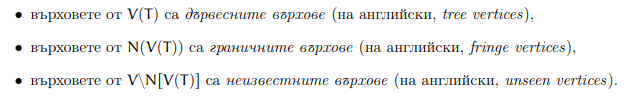 • върховете от V(T) са дървесните върхове (на английски, tree vertices),
• върховете от N(V(T)) са граничните върхове (на английски, fringe vertices),
• върховете от V\N[V(T)] са неизвестните върхове (на английски, unseen vertices).